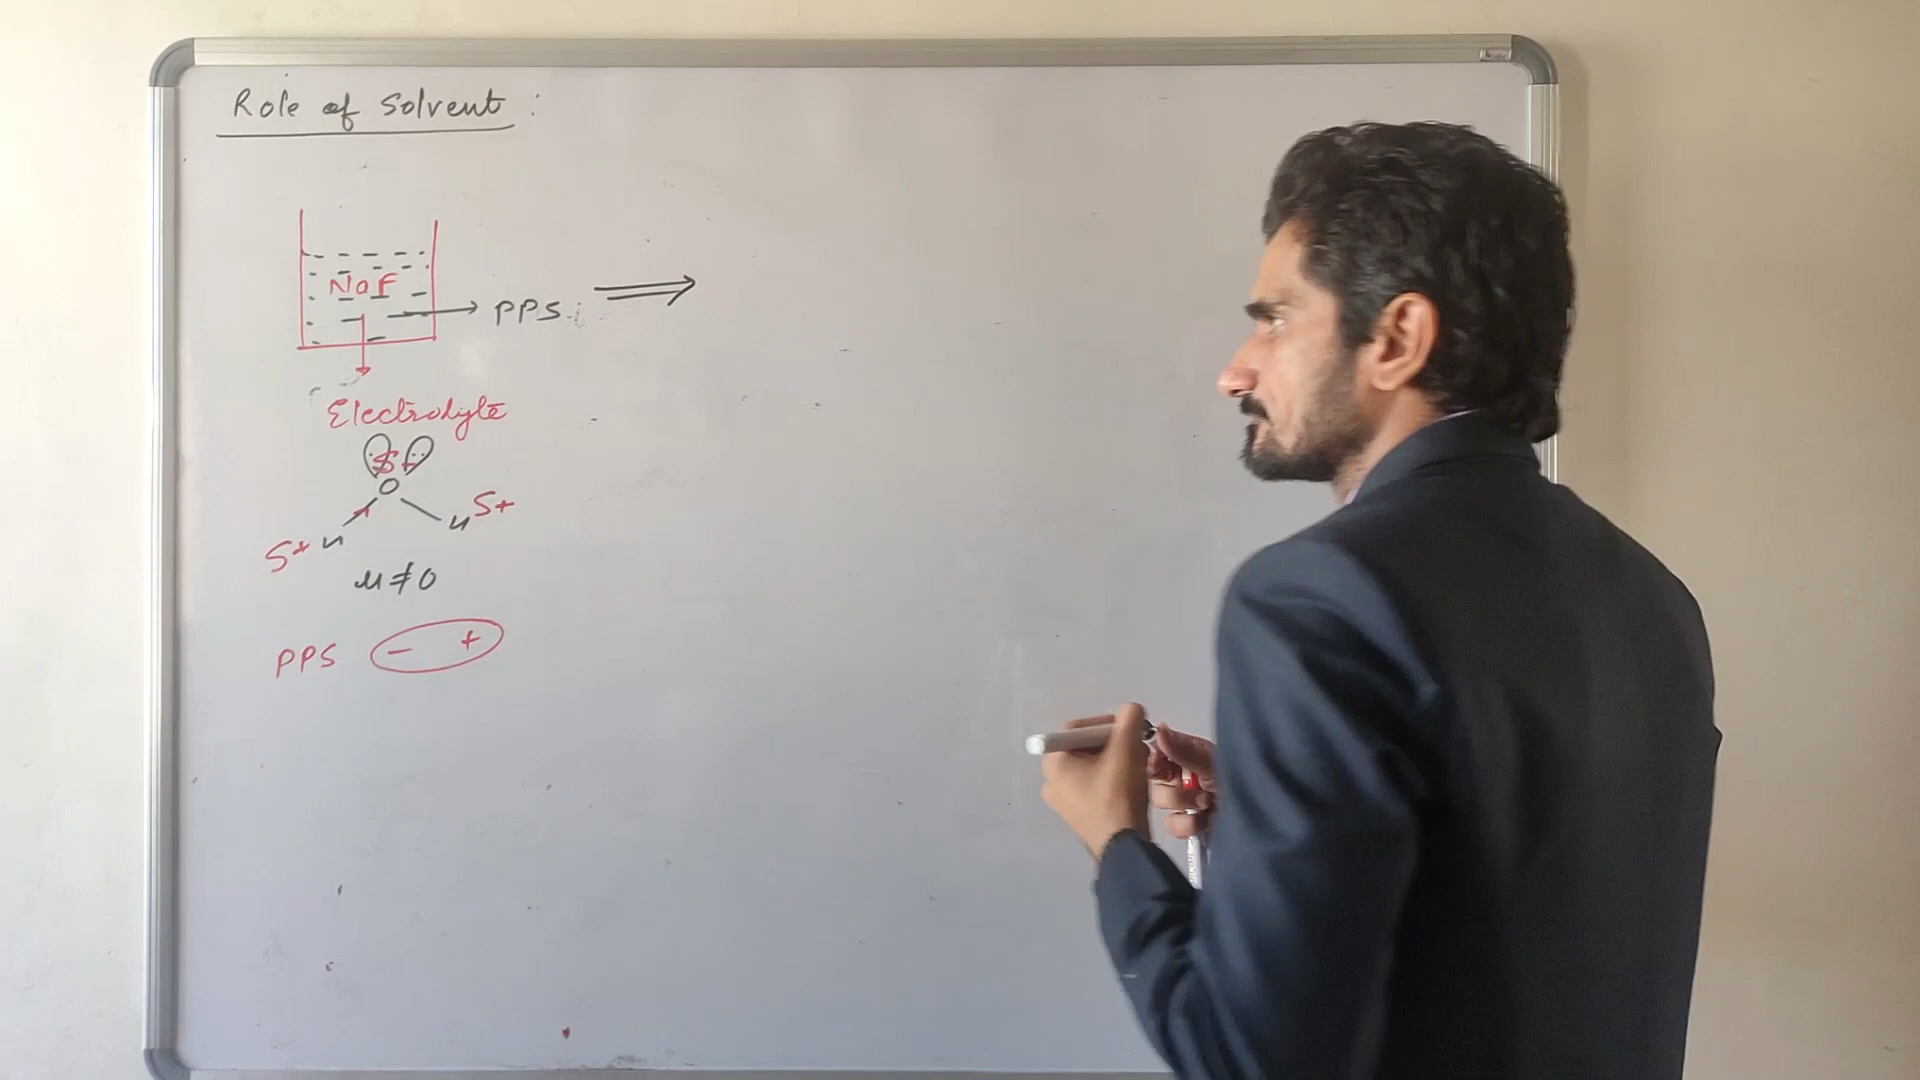 Role of Solvent :
NaF
PPS ;
Electrolyte
δ-
O
δ+
H
δ+ H
μ ≠ 0
PPS - +